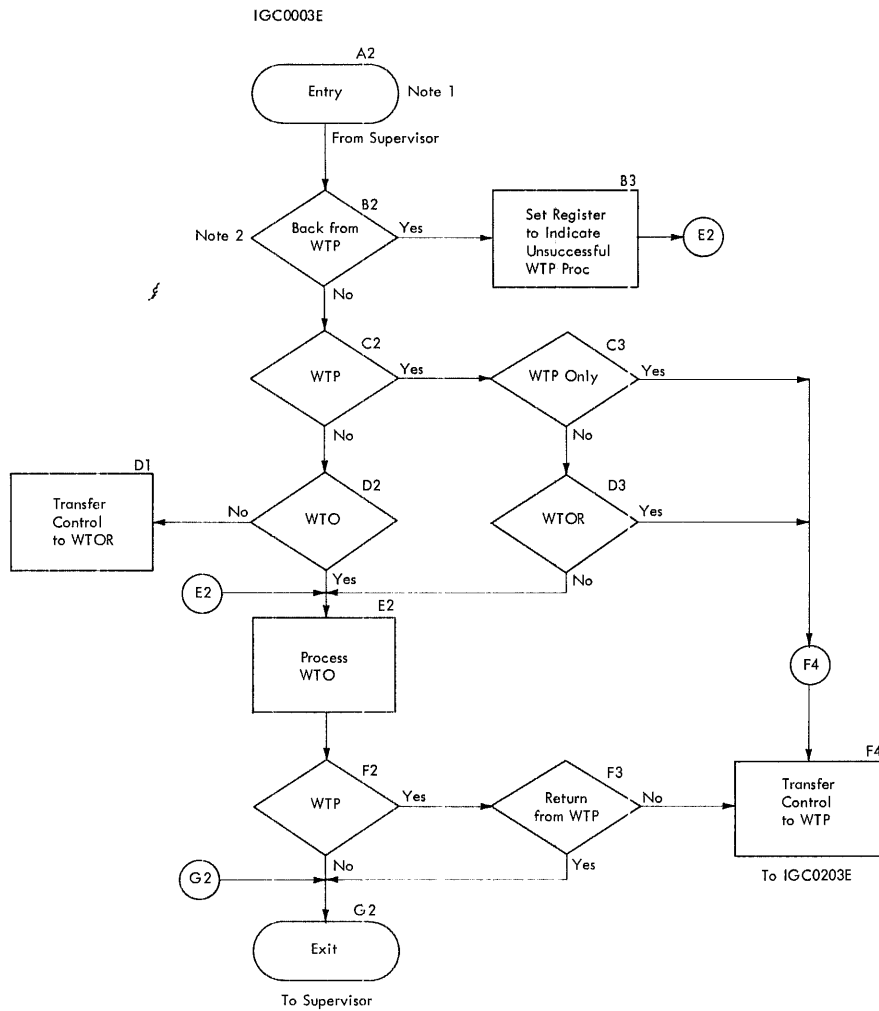 IGC0003E
A2
Entry
Note 1
From Supervisor
B2
Note 2
Back from
WTP
Yes
No
B3
Set Register
to Indicate
Unsuccessful
WTP Proc
E2
C2
WTP
Yes
No
C3
WTP Only
Yes
No
D1
Transfer
Control
to WTOR
No
D2
WTO
Yes
D3
WTOR
Yes
No
E2
E2
Process
WTO
F4
F2
WTP
Yes
No
F3
Return
from WTP
No
Yes
F4
Transfer
Control
to WTP
To IGC0203E
G2
G2
Exit
To Supervisor